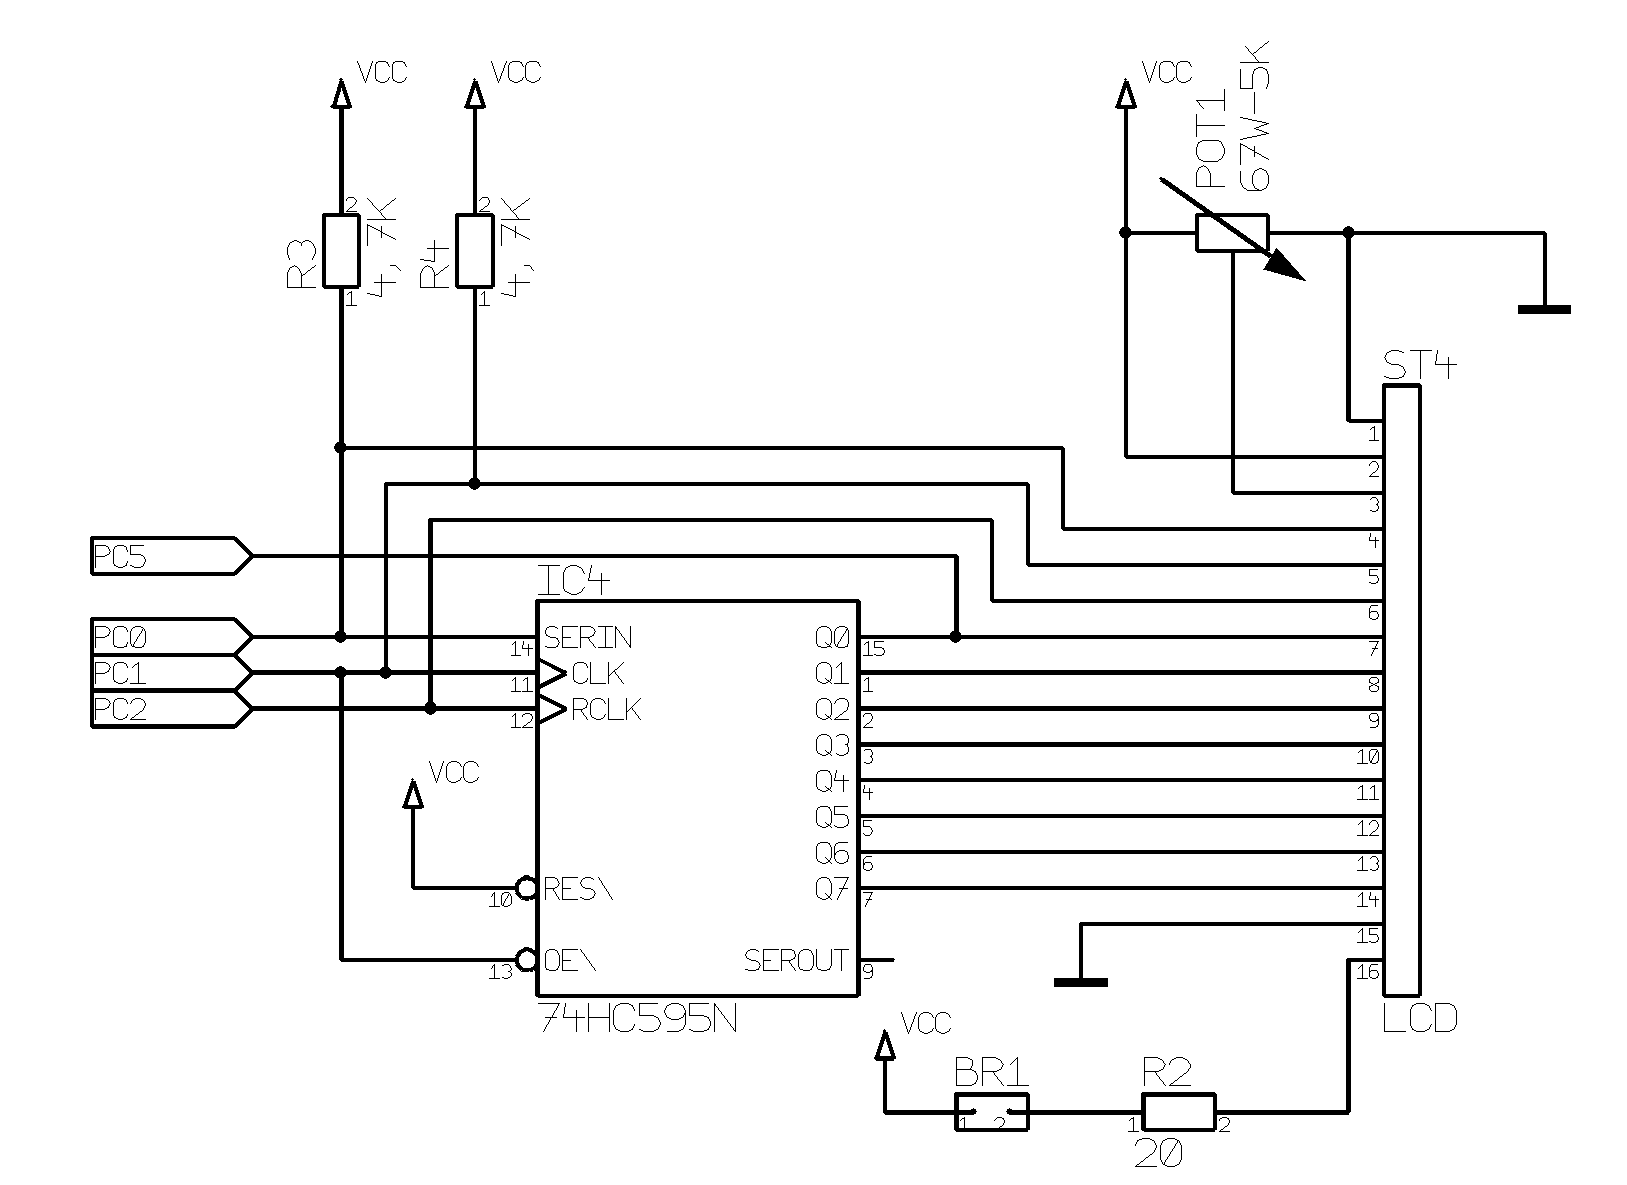 VCC
VCC
VCC
POT1
67W-5K
2
2
R3
4,7K
R4
4,7K
1
1
ST4
1
2
3
4
5
6
7
8
9
10
11
12
13
14
15
16
LCD
PC5
PC0
PC1
PC2
IC4
14
SERIN
Q0
15
11
CLK
Q1
1
12
RCLK
Q2
2
Q3
3
VCC
Q4
4
Q5
5
Q6
6
10
RES\
Q7
7
13
OE\
SEROUT
9
74HC595N
VCC
BR1
R2
1
2
1
2
20